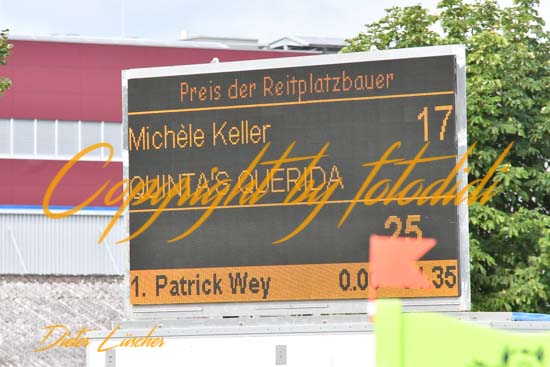 Preis der Reitplatzbauer
17
Michèle Keller
QUINTA'S QUERIDA
Copyright by fotodidi
25
1. Patrick Wey 0.0 .35
Dieter Lüscher